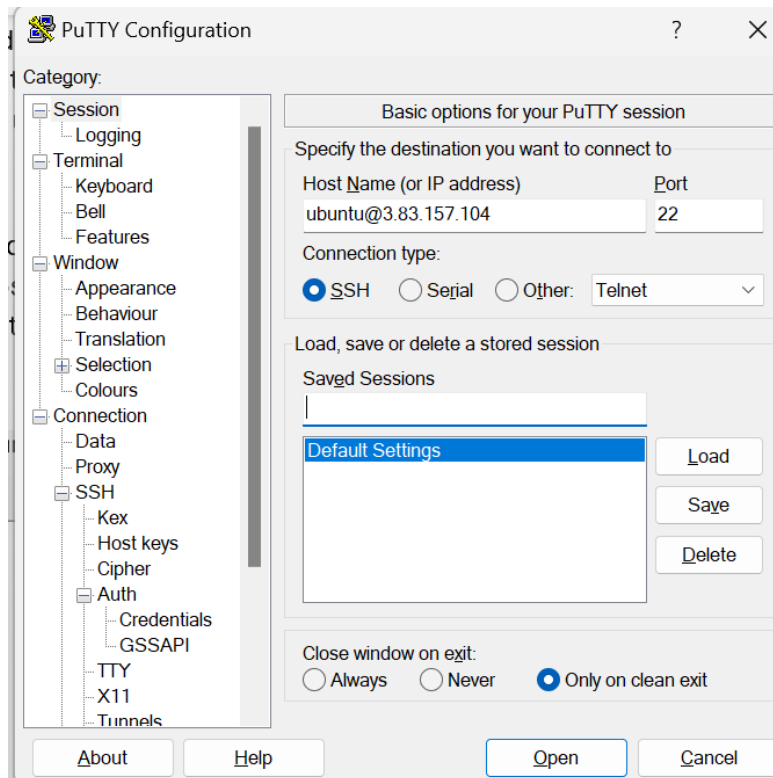 PuTTY Configuration
?
Category:
Session
Logging
Terminal
Keyboard
Bell
Features
Window
Appearance
Behaviour
Translation
Selection
Colours
Connection
Data
Proxy
SSH
Kex
Host keys
Cipher
Auth
Credentials
GSSAPI
TTY
X11
Tunnels
Basic options for your PuTTY session
Specify the destination you want to connect to
Host Name (or IP address) Port
ubuntu@3.83.157.104 22
Connection type:
SSH Serial Other: Telnet
Load, save or delete a stored session
Saved Sessions
Default Settings
Load
Save
Delete
Close window on exit:
Always Never Only on clean exit
About Help Open Cancel